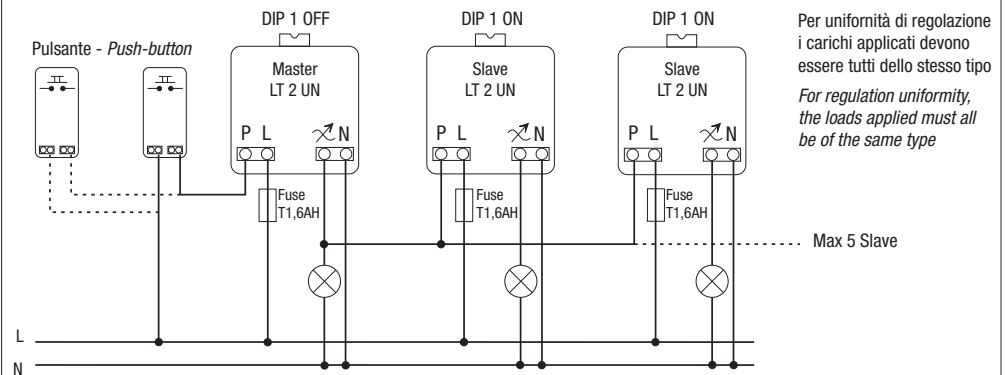 DIP 1 OFF
DIP 1 ON
DIP 1 ON
Pulsante - Push-button
Master
LT 2 UN
Slave
LT 2 UN
Slave
LT 2 UN
P L N
P L N
P L N
Fuse
T1,6AH
Fuse
T1,6AH
Fuse
T1,6AH
Max 5 Slave
L
N
Per unifornità di regolazione
i carichi applicati devono
essere tutti dello stesso tipo
For regulation uniformity,
the loads applied must all
be of the same type